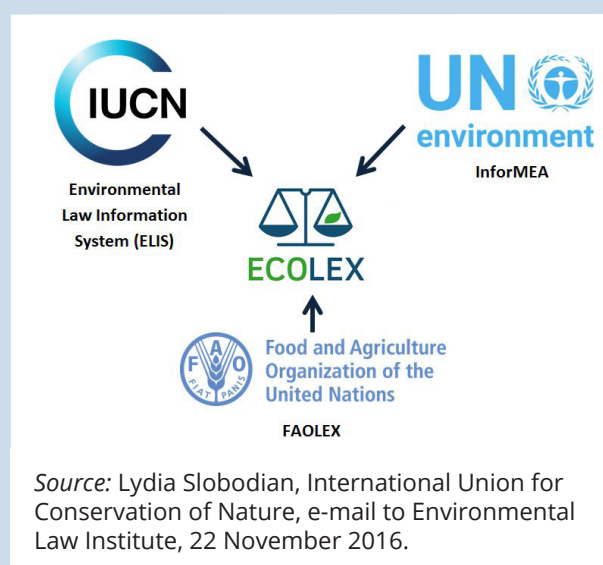 IUCN
Environmental
Law Information
System (ELIS)
UN
environment
InforMEA
ECOLEX
F A O
FIAT PANIS
Food and Agriculture
Organization of the
United Nations
FAOLEX
Source: Lydia Slobodian, International Union for
Conservation of Nature, e-mail to Environmental
Law Institute, 22 November 2016.